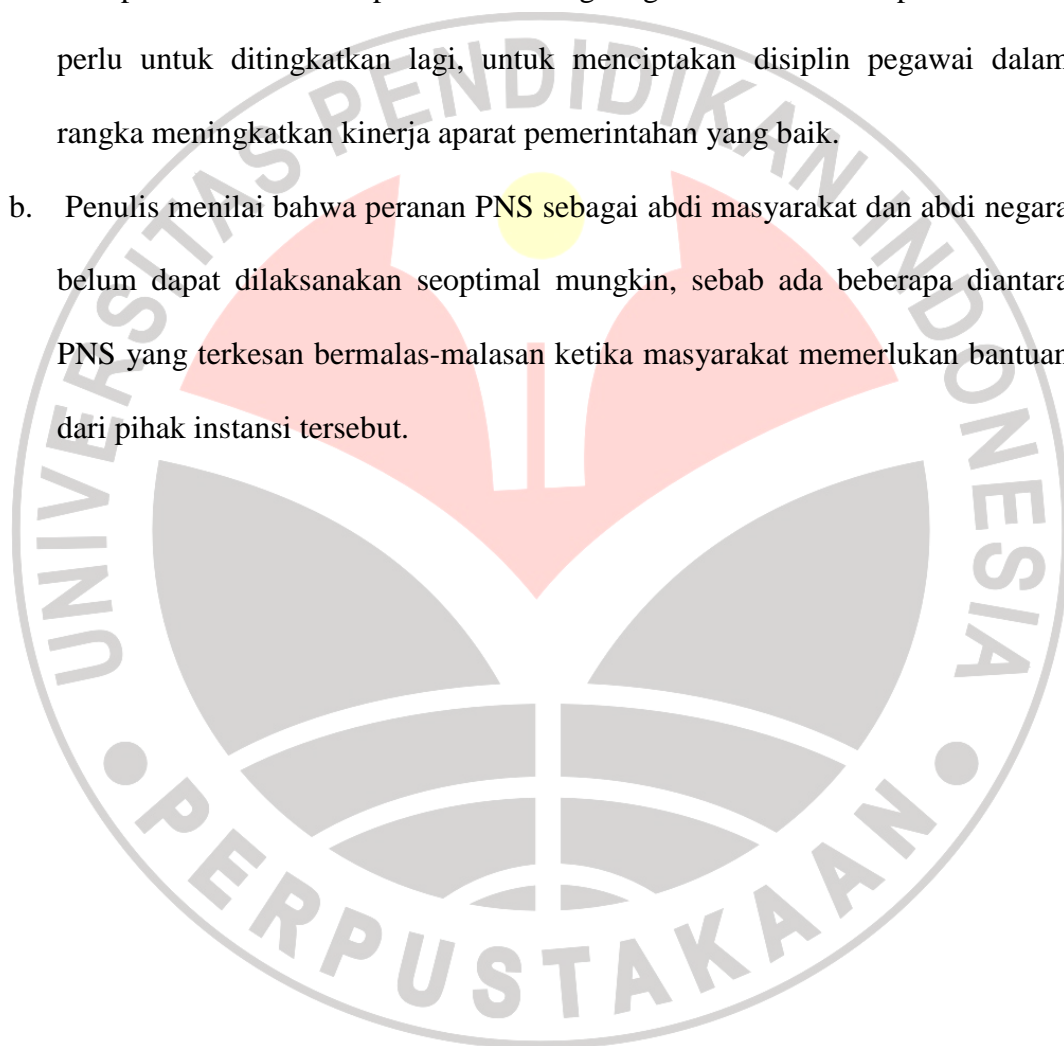 perlu untuk ditingkatkan lagi, untuk menciptakan disiplin pegawai dalam
rangka meningkatkan kinerja aparat pemerintahan yang baik.
b. Penulis menilai bahwa peranan PNS sebagai abdi masyarakat dan abdi negara
belum dapat dilaksanakan seoptimal mungkin, sebab ada beberapa diantara
PNS yang terkesan bermalas-malasan ketika masyarakat memerlukan bantuan
dari pihak instansi tersebut.
UNIVERSITAS PENDIDIKAN INDONESIA
PERPUSTAKAAN